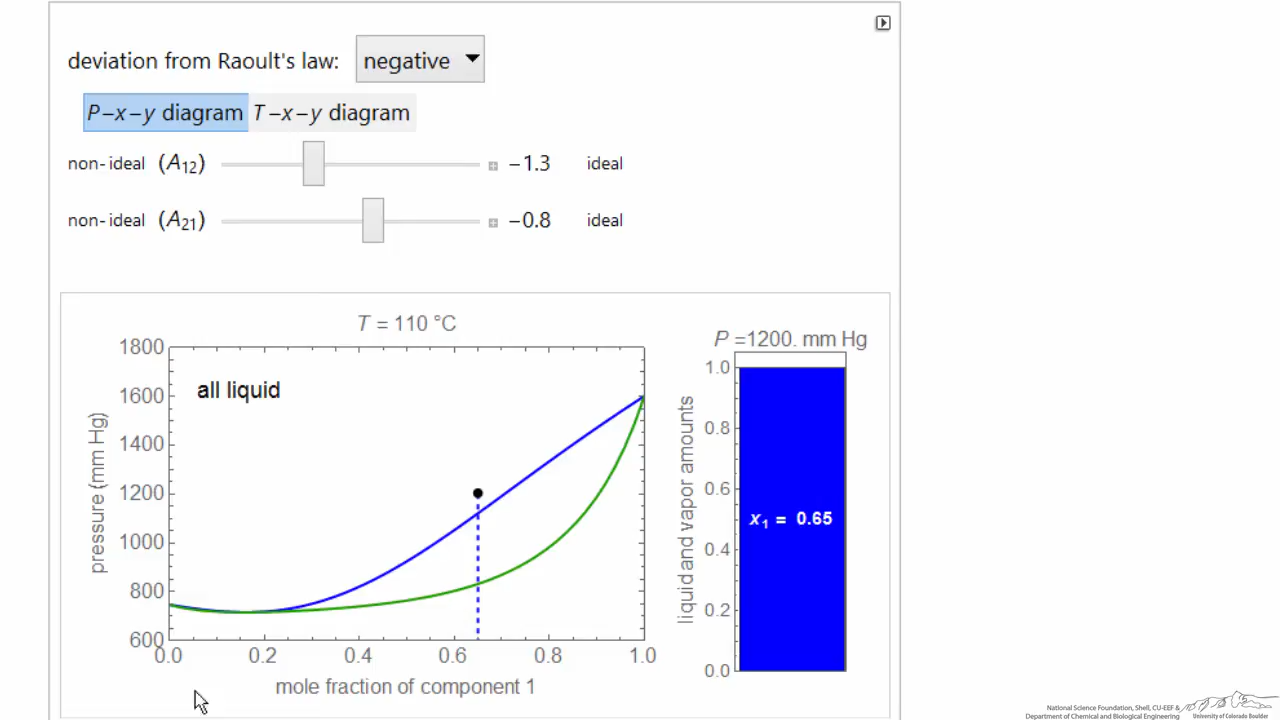 deviation from Raoult's law: negative
P−x−y diagram T−x−y diagram
non-ideal (A12) −1.3 ideal
non-ideal (A21) −0.8 ideal
T = 110 °C
P =1200. mm Hg
all liquid
1800
1600
1400
1200
1000
800
600
pressure (mm Hg)
0.0 0.2 0.4 0.6 0.8 1.0
mole fraction of component 1
liquid and vapor amounts
1.0
0.8
0.6
0.4
0.2
0.0
x1 = 0.65
National Science Foundation, Shell, CU-EEF &
Department of Chemical and Biological Engineering
University of Colorado Boulder